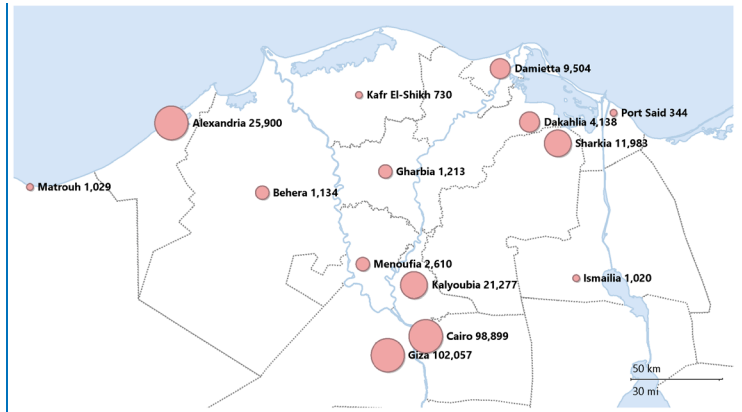 Damietta 9,504
Kafr El-Shikh 730
Port Said 344
Alexandria 25,900
Dakahlia 4,138
Sharkia 11,983
Gharbia 1,213
Matrouh 1,029
Behera 1,134
Menoufia 2,610
Ismailia 1,020
Kalyoubia 21,277
Cairo 98,899
Giza 102,057
50 km
30 mi